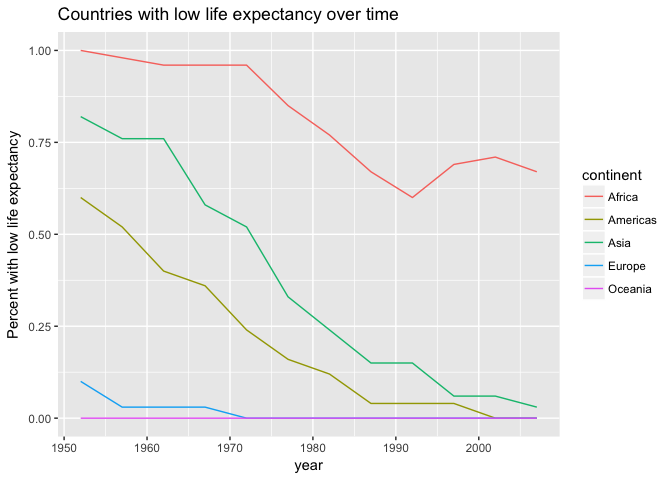 Countries with low life expectancy over time
Percent with low life expectancy
1.00
0.75
0.50
0.25
0.00
1950 1960 1970 1980 1990 2000
year
continent
Africa
Americas
Asia
Europe
Oceania